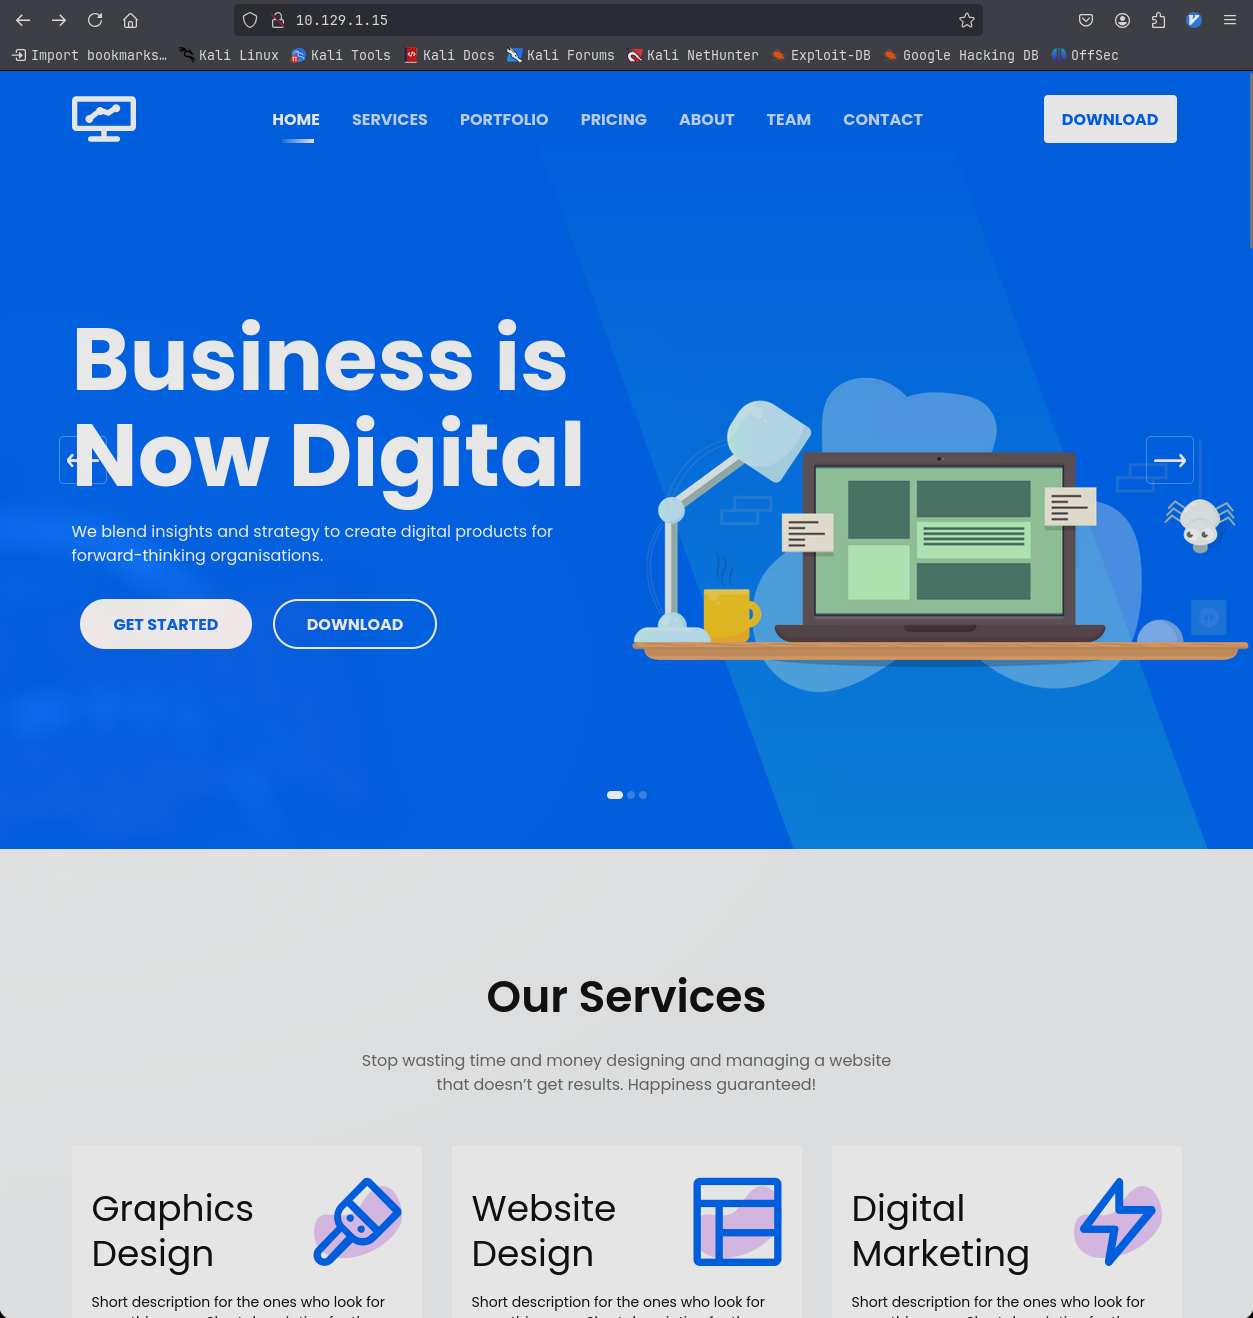 10.129.1.15
Import bookmarks… Kali Linux Kali Tools Kali Docs Kali Forums Kali NetHunter Exploit-DB Google Hacking DB OffSec
HOME SERVICES PORTFOLIO PRICING ABOUT TEAM CONTACT DOWNLOAD
Business is
Now Digital
We blend insights and strategy to create digital products for
forward-thinking organisations.
GET STARTED DOWNLOAD
Our Services
Stop wasting time and money designing and managing a website
that doesn’t get results. Happiness guaranteed!
Graphics
Design
Short description for the ones who look for
Website
Design
Short description for the ones who look for
Digital
Marketing
Short description for the ones who look for